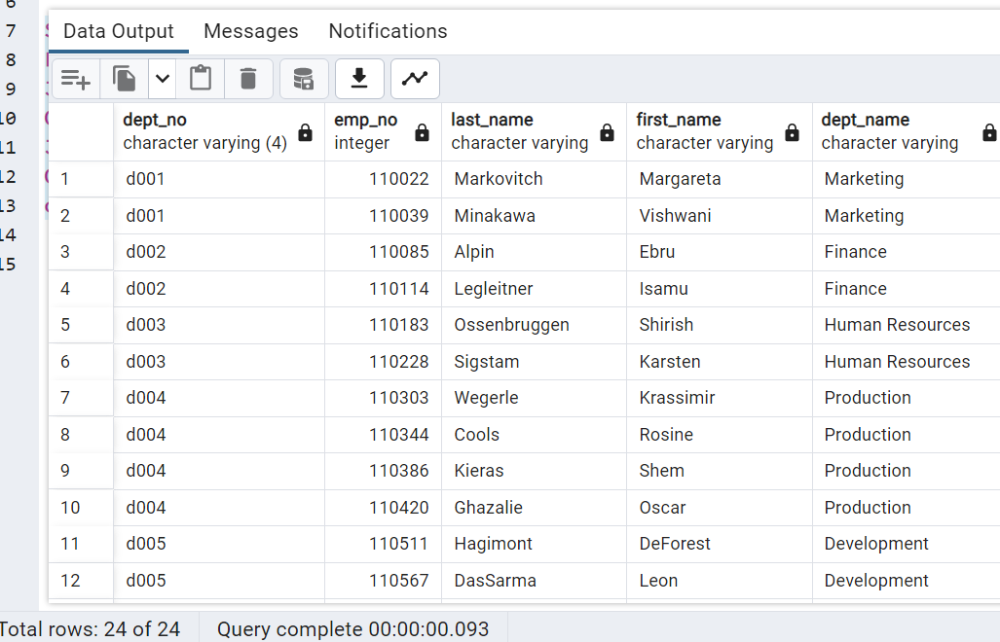 6
Data Output Messages Notifications
7
8
9
10
11
12
13
14
15
dept_no emp_no last_name first_name dept_name
character varying (4) integer character varying character varying character varying
1 d001 110022 Markovitch Margareta Marketing
2 d001 110039 Minakawa Vishwani Marketing
3 d002 110085 Alpin Ebru Finance
4 d002 110114 Legleitner Isamu Finance
5 d003 110183 Ossenbruggen Shirish Human Resources
6 d003 110228 Sigstam Karsten Human Resources
7 d004 110303 Wegerle Krassimir Production
8 d004 110344 Cools Rosine Production
9 d004 110386 Kieras Shem Production
10 d004 110420 Ghazalie Oscar Production
11 d005 110511 Hagimont DeForest Development
12 d005 110567 DasSarma Leon Development
Total rows: 24 of 24 Query complete 00:00:00.093